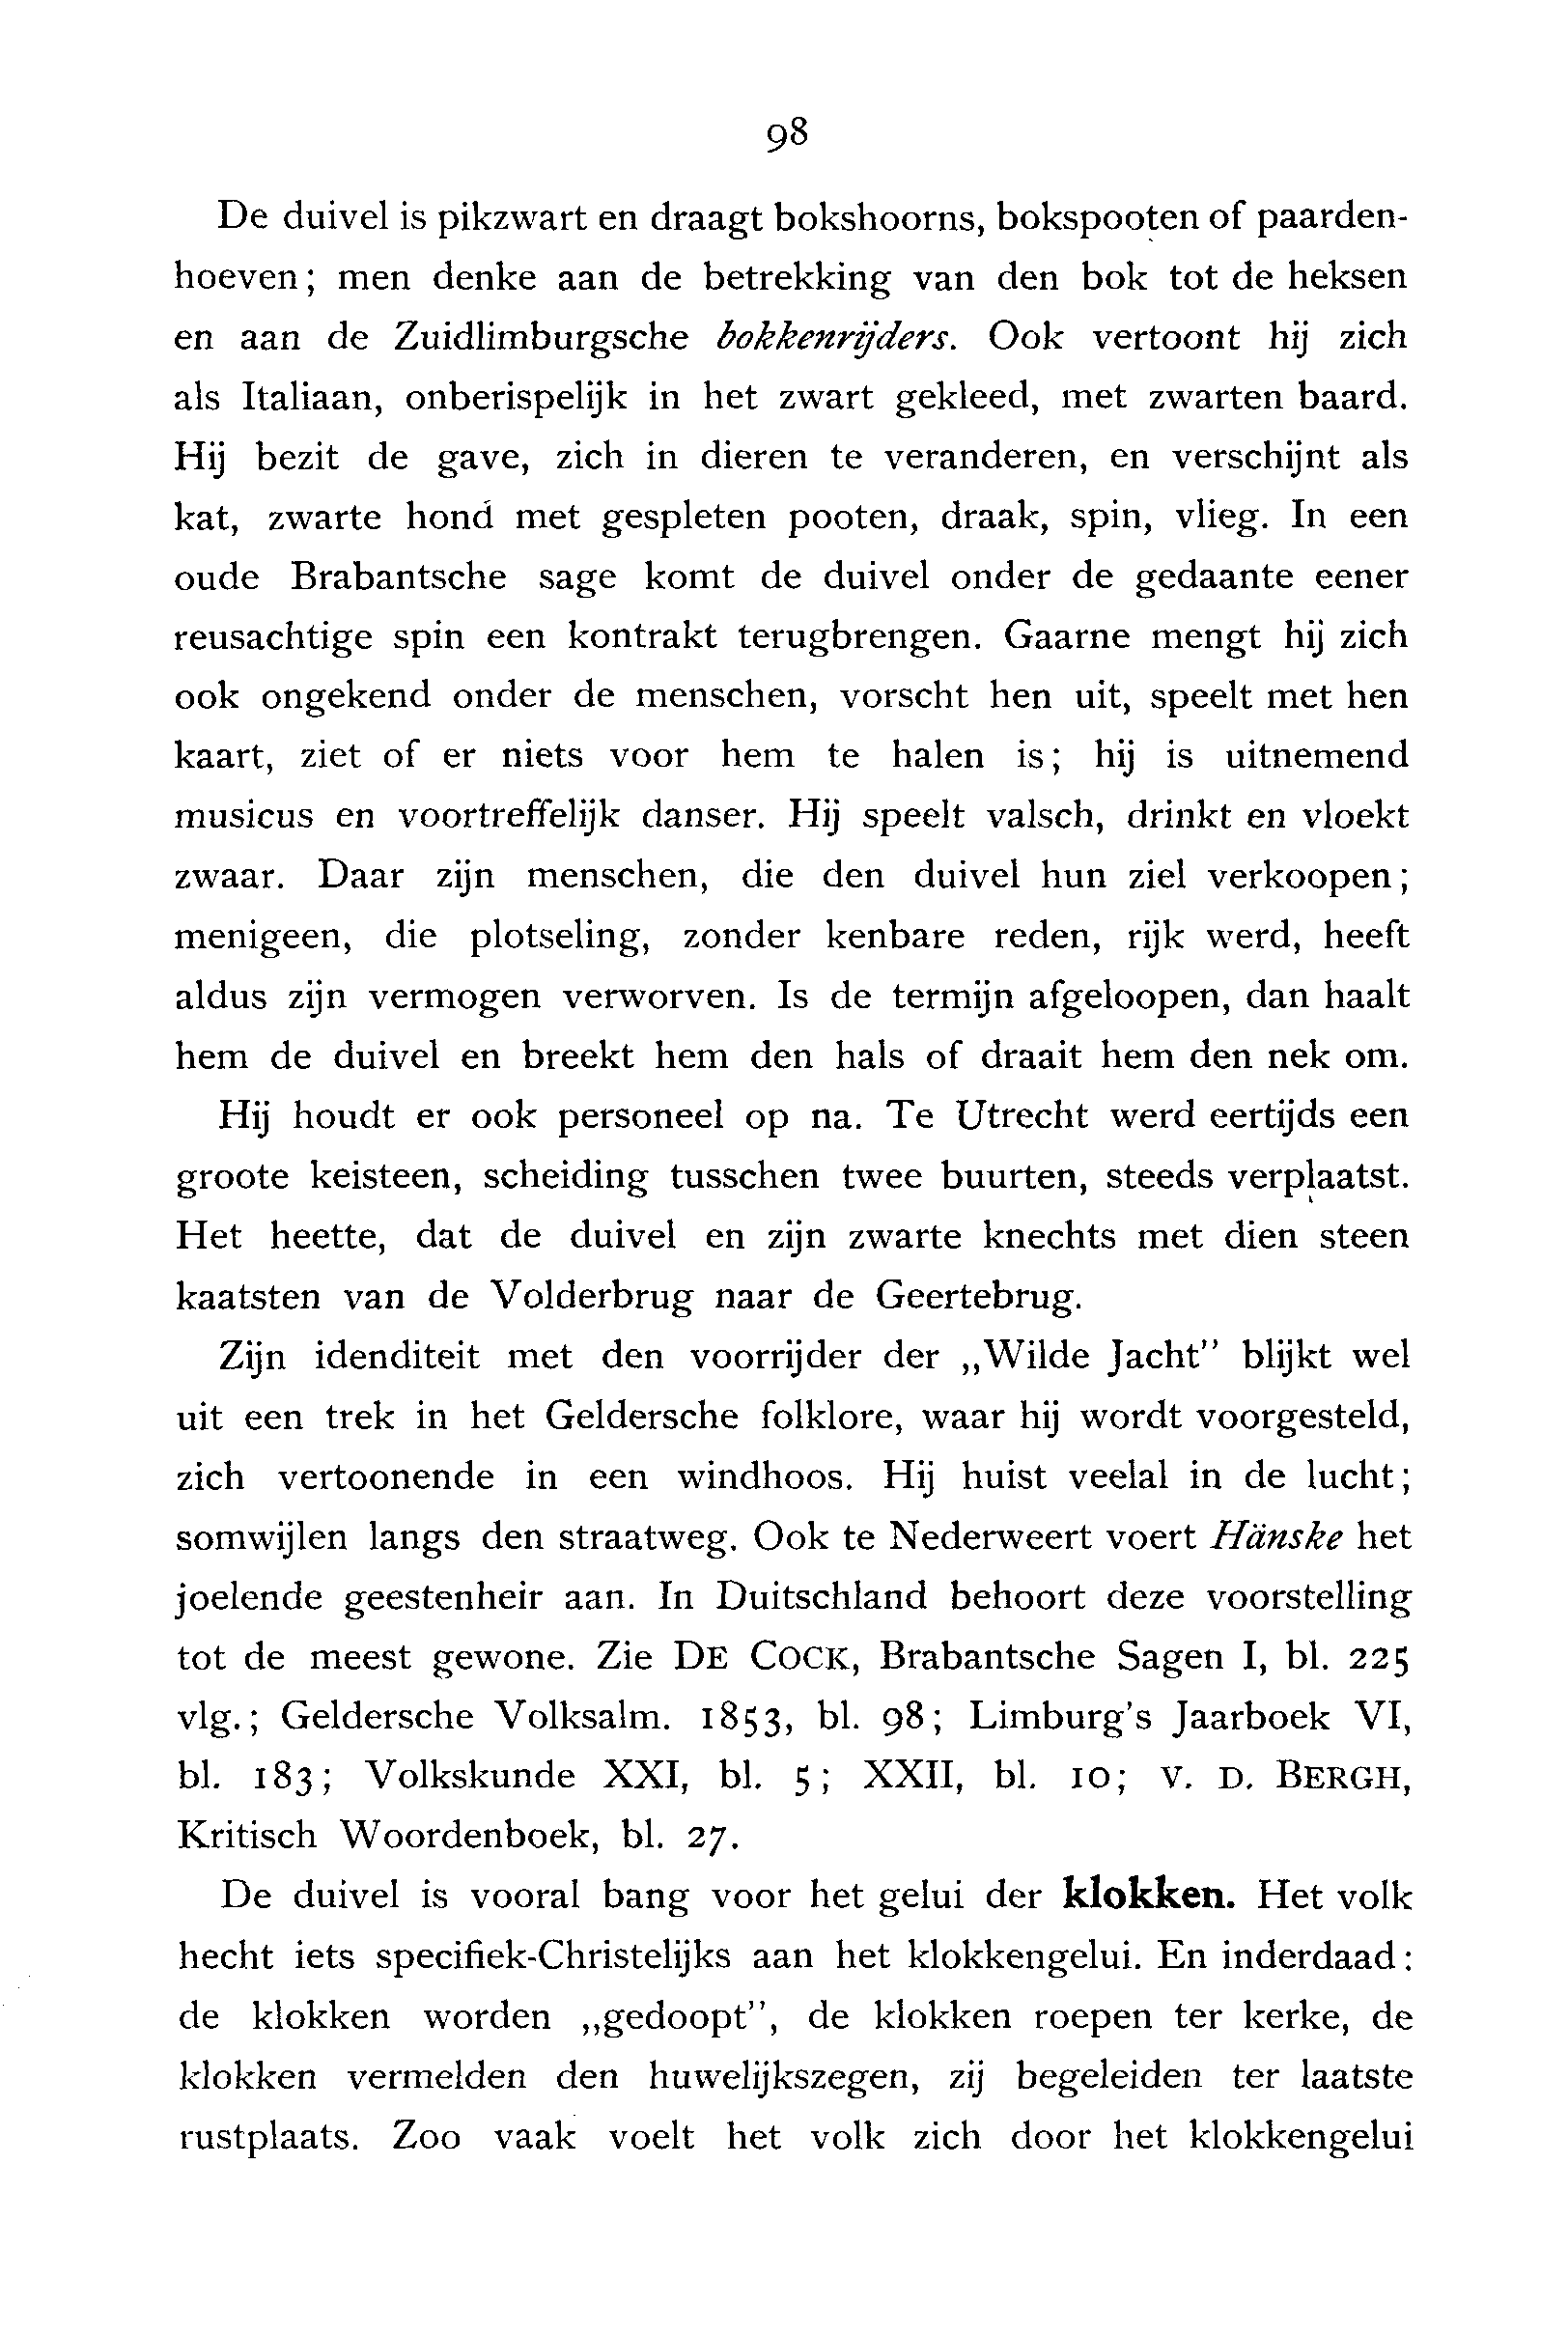 98
De duivel is pikzwart en draagt bokshoorns, bokspooten of paarden-
hoeven; men denke aan de betrekking van den bok tot de heksen
en aan de Zuidlimburgsche bokkenrijders. Ook vertoont hij zich
als Italiaan, onberispelijk in het zwart gekleed, met zwarten baard.
Hij bezit de gave, zich in dieren te veranderen, en verschijnt als
kat, zwarte hond met gespleten pooten, draak, spin, vlieg. In een
oude Brabantsche sage komt de duivel onder de gedaante eener
reusachtige spin een kontrakt terugbrengen. Gaarne mengt hij zich
ook ongekend onder de menschen, vorscht hen uit, speelt met hen
kaart, ziet of er niets voor hem te halen is; hij is uitnemend
musicus en voortreffelijk danser. Hij speelt valsch, drinkt en vloekt
zwaar. Daar zijn menschen, die den duivel hun ziel verkoopen;
menigeen, die plotseling, zonder kenbare reden, rijk werd, heeft
aldus zijn vermogen verworven. Is de termijn afgeloopen, dan haalt
hem de duivel en breekt hem den hals of draait hem den nek om.
Hij houdt er ook personeel op na. Te Utrecht werd eertijds een
groote keisteen, scheiding tusschen twee buurten, steeds verplaatst.
Het heette, dat de duivel en zijn zwarte knechts met dien steen
kaatsten van de Volderbrug naar de Geertebrug.
Zijn idenditeit met den voorrijder der „Wilde Jacht” blijkt wel
uit een trek in het Geldersche folklore, waar hij wordt voorgesteld,
zich vertoonende in een windhoos. Hij huist veelal in de lucht;
somwijlen langs den straatweg. Ook te Nederweert voert Hänske het
joelende geestenheir aan. In Duitschland behoort deze voorstelling
tot de meest gewone. Zie DE COCK, Brabantsche Sagen I, bl. 225
vlg.; Geldersche Volksalm. 1853, bl. 98; Limburg's Jaarboek VI,
bl. 183; Volkskunde XXI, bl. 5; XXII, bl. 10; V. D. BERGH,
Kritisch Woordenboek, bl. 27.
De duivel is vooral bang voor het gelui der klokken. Het volk
hecht iets specifiek-Christelijks aan het klokkengelui. En inderdaad:
de klokken worden „gedoopt”, de klokken roepen ter kerke, de
klokken vermelden den huwelijkszegen, zij begeleiden ter laatste
rustplaats. Zoo vaak voelt het volk zich door het klokkengelui